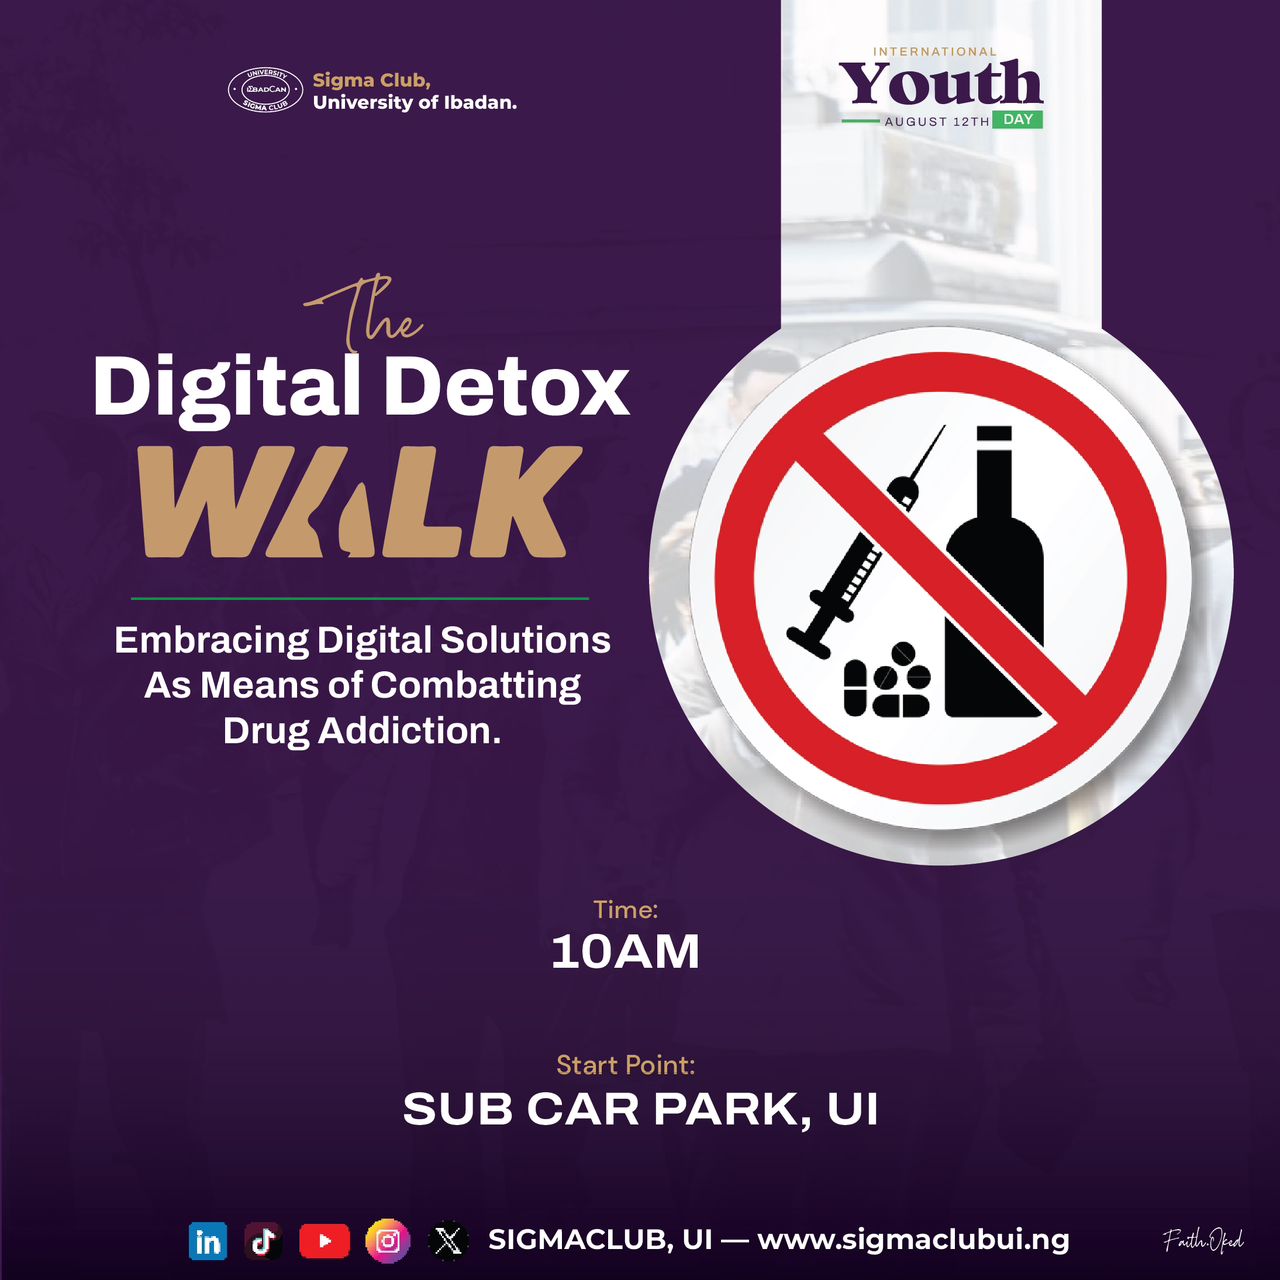 UNIVERSITY
IBADCAN
SIGMA CLUB
Sigma Club,
University of Ibadan.
INTERNATIONAL
Youth
AUGUST 12TH DAY
The
Digital Detox
WALK
Embracing Digital Solutions
As Means of Combatting
Drug Addiction.
Time:
10AM
Start Point:
SUB CAR PARK, UI
in
SIGMACLUB, UI — www.sigmaclubui.ng
Faith.Oked